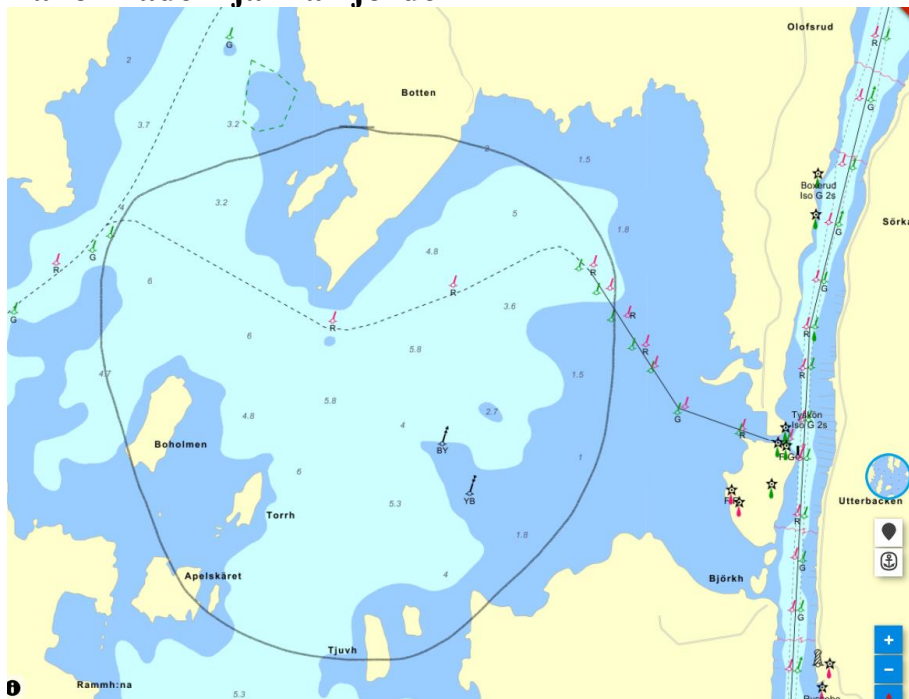 Olofsrud
G
R
2
Botten
3.7
3.2
G
2
1.5
Boxerud
Iso G 2s
3.2
4
5
1.8
Sörka
G
R
G
4.8
R
6
R
3.6
G
R
R
G
6
5.8
R
R
4.7
5.8
1.5
R
4.8
4
2.7
G
Tyskön
Iso G 2s
Boholmen
BY
R
6
1
G
YB
Utterbäcken
5.3
Torrh
R
1.8
G
Apelskäret
4
Björkh
G
Tjuvh
G
Rammh:na
5.3
+
−